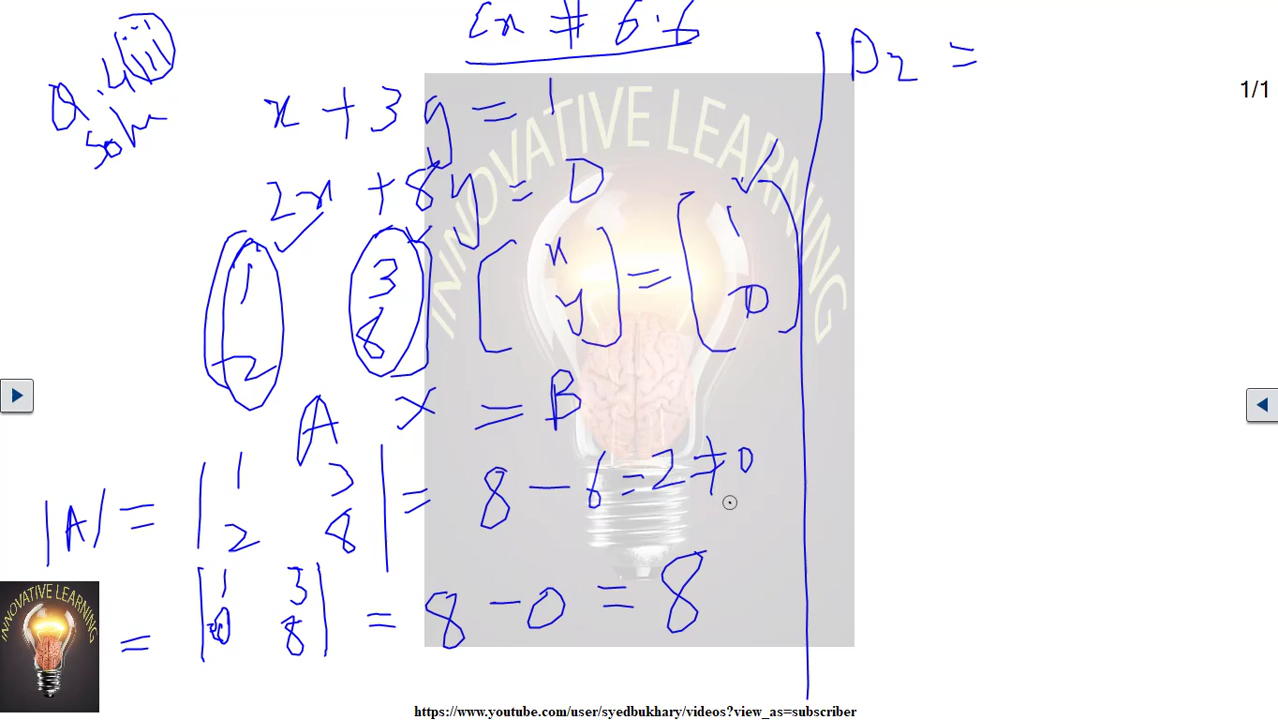 Ex # 6.6
Q.4 iii
Soln
x + 3y = 1
2x + 8y = 0
1 3 [x = [1
2 8 y] 0]
A X = B
|A| = |1 3
2 8| = 8 - 6 = 2 ≠ 0
= |1 3
0 8| = 8 - 0 = 8
D2 =
1/1
INNOVATIVE LEARNING
INNOVATIVE LEARNING
https://www.youtube.com/user/syedbukhary/videos?view_as=subscriber